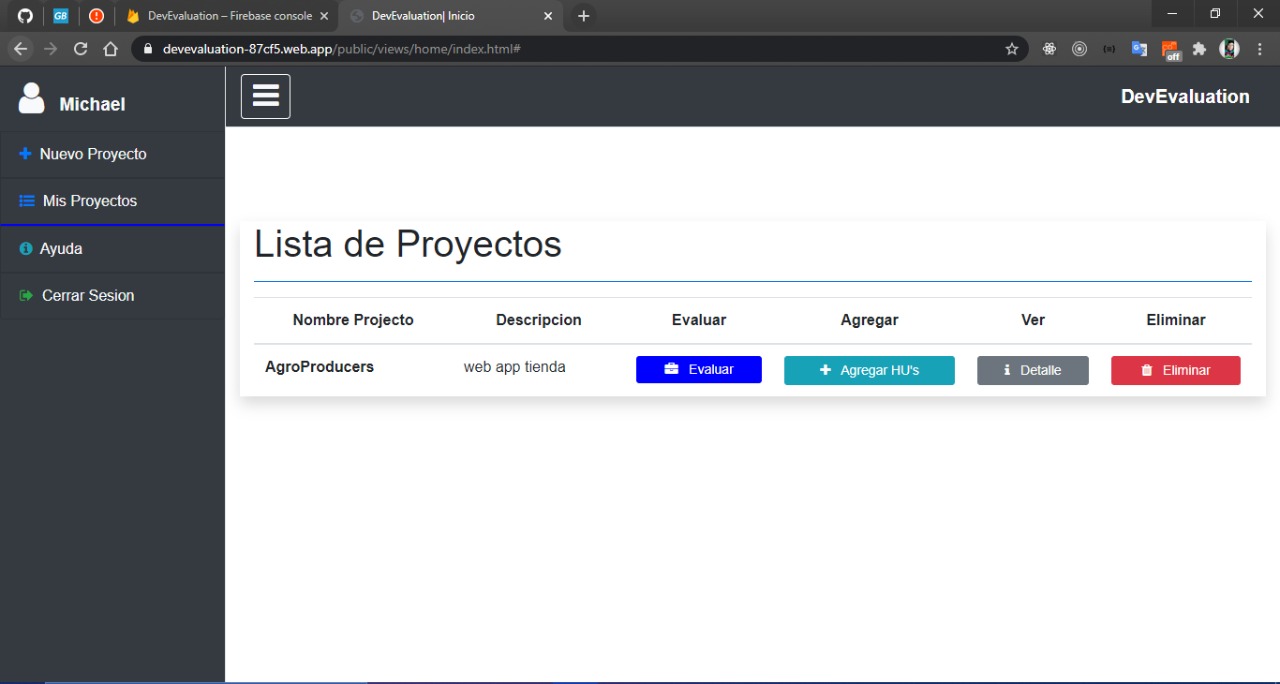 GB
DevEvaluation – Firebase console
DevEvaluation| Inicio
devevaluation-87cf5.web.app/public/views/home/index.html#
off
Michael
DevEvaluation
Nuevo Proyecto
Mis Proyectos
Ayuda
Cerrar Sesion
Lista de Proyectos
Nombre Projecto Descripcion Evaluar Agregar Ver Eliminar
AgroProducers web app tienda Evaluar Agregar HU's Detalle Eliminar